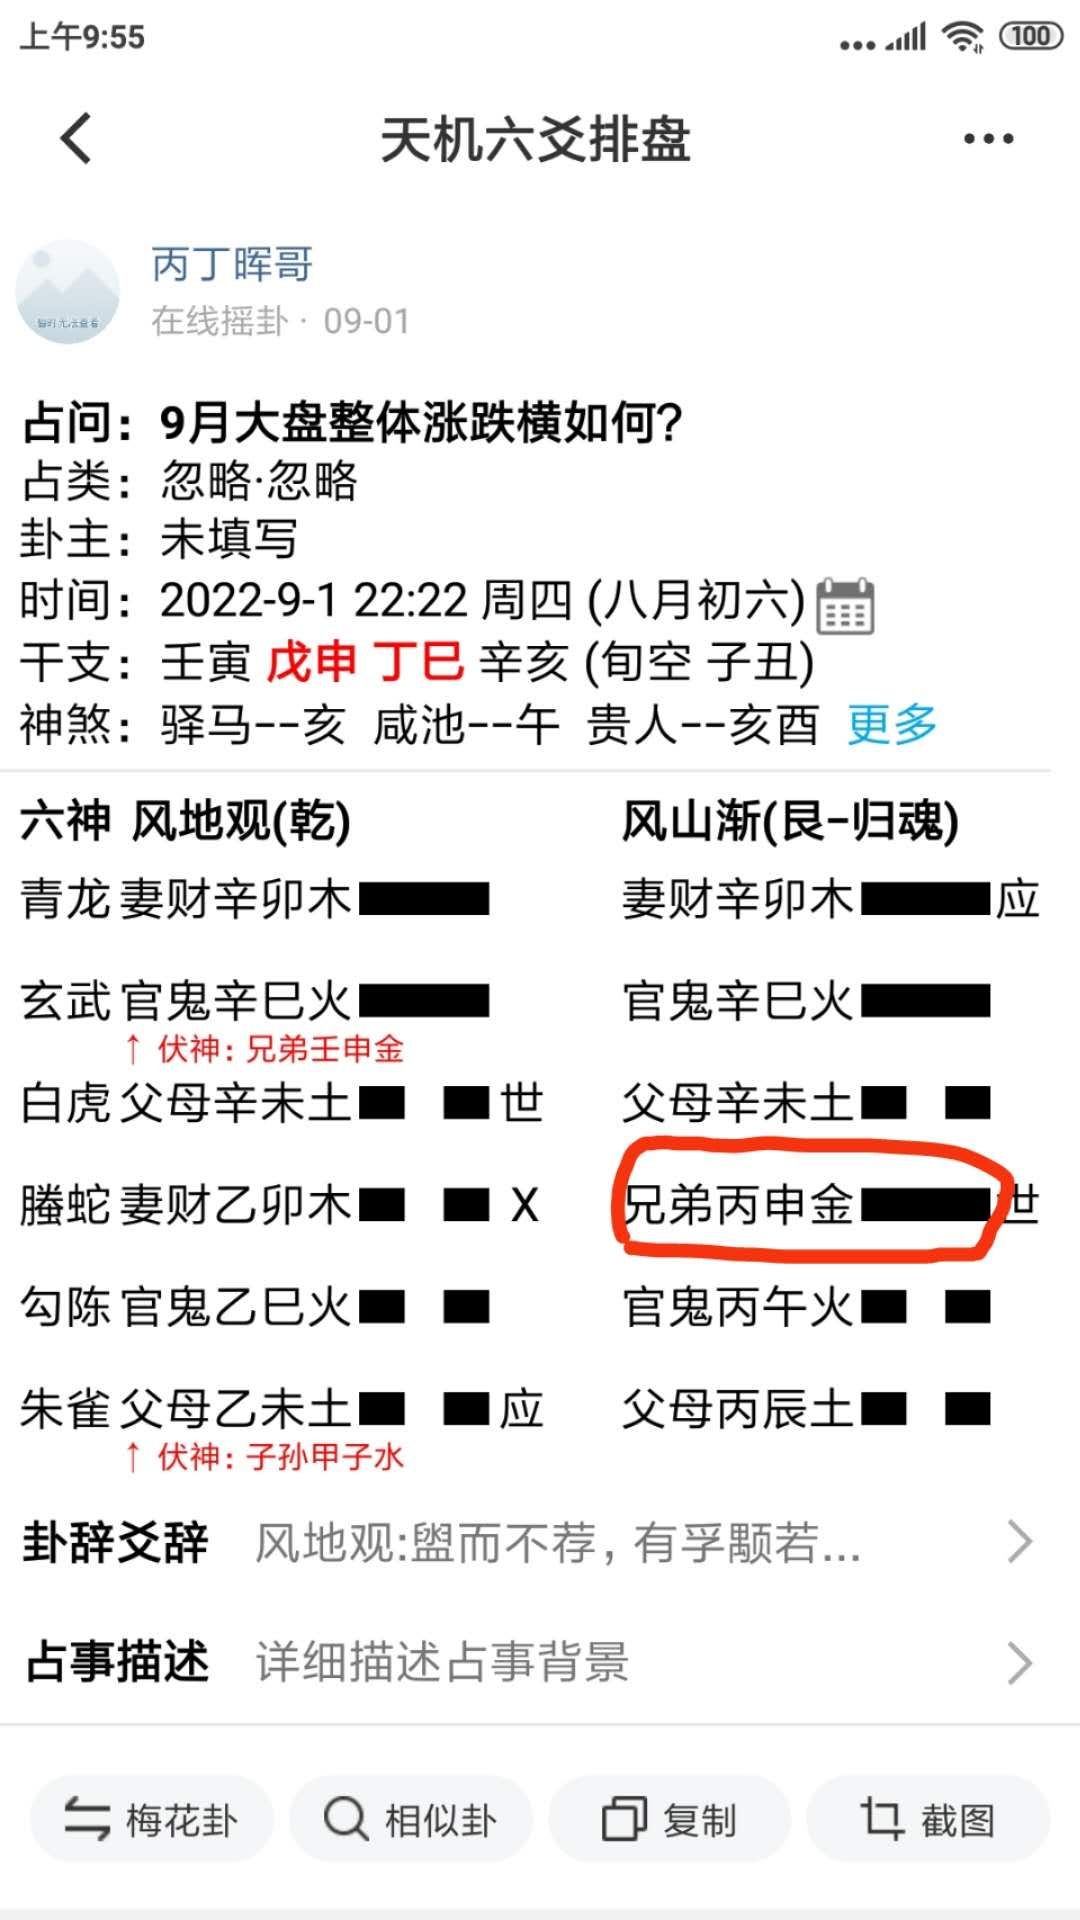 上午9:55
100
天机六爻排盘
丙丁晖哥
在线摇卦 · 09-01
占问：9月大盘整体涨跌横如何？
占类：忽略·忽略
卦主：未填写
时间：2022-9-1 22:22 周四 (八月初六)
干支：壬寅 戊申 丁巳 辛亥 (旬空 子丑)
神煞：驿马--亥 咸池--午 贵人--亥酉 更多
六神 风地观(乾) 风山渐(艮-归魂)
青龙 妻财辛卯木 妻财辛卯木 应
玄武 官鬼辛巳火 官鬼辛巳火
↑ 伏神：兄弟壬申金
白虎 父母辛未土 世 父母辛未土
螣蛇 妻财乙卯木 X 兄弟丙申金 世
勾陈 官鬼乙巳火 官鬼丙午火
朱雀 父母乙未土 应 父母丙辰土
↑ 伏神：子孙甲子水
卦辞爻辞 风地观:盥而不荐，有孚颙若...
占事描述 详细描述占事背景
梅花卦 相似卦 复制 截图